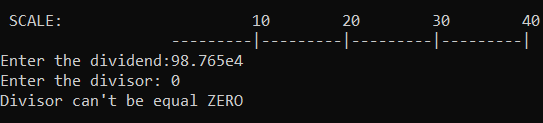 SCALE:                     10        20        30        40
                   ---------|---------|---------|---------|
Enter the dividend:98.765e4
Enter the divisor: 0
Divisor can't be equal ZERO